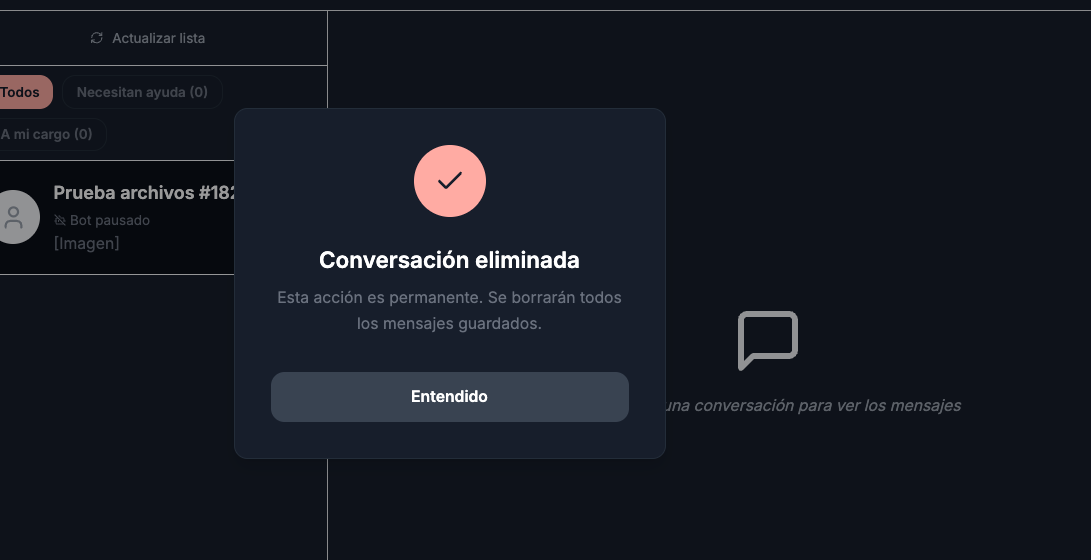 Actualizar lista
Todos
Necesitan ayuda (0)
A mi cargo (0)
Prueba archivos #182
Bot pausado
[Imagen]
Conversación eliminada
Esta acción es permanente. Se borrarán todos
los mensajes guardados.
Entendido
una conversación para ver los mensajes